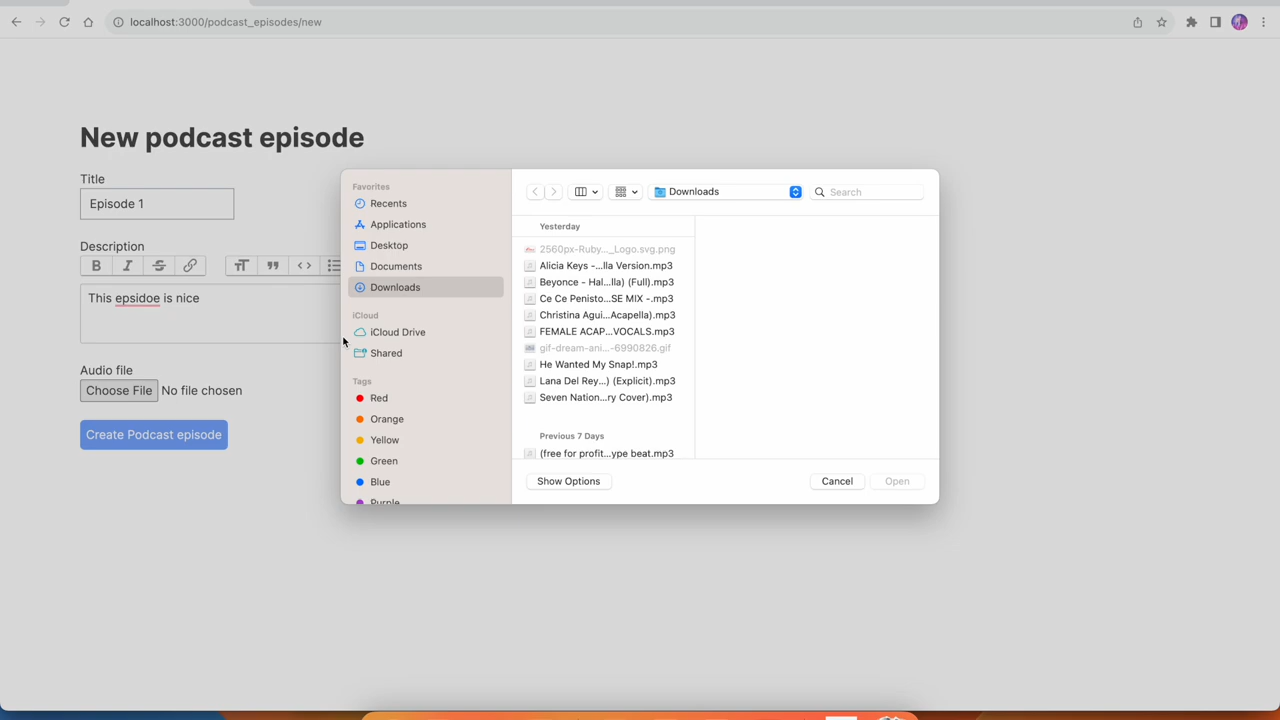 localhost:3000/podcast_episodes/new
New podcast episode
Title
Episode 1
Description
This epsidoe is nice
Audio file
Choose File No file chosen
Create Podcast episode
Favorites
Recents
Applications
Desktop
Documents
Downloads
iCloud
iCloud Drive
Shared
Tags
Red
Orange
Yellow
Green
Blue
Purple
Downloads
Search
Yesterday
2560px-Ruby..._Logo.svg.png
Alicia Keys -...lla Version.mp3
Beyonce - Hal...lla) (Full).mp3
Ce Ce Penisto...SE MIX -.mp3
Christina Agui...Acapella).mp3
FEMALE ACAP...VOCALS.mp3
gif-dream-ani...-6990826.gif
He Wanted My Snap!.mp3
Lana Del Rey...) (Explicit).mp3
Seven Nation...ry Cover).mp3
Previous 7 Days
(free for profit...ype beat.mp3
Show Options
Cancel
Open